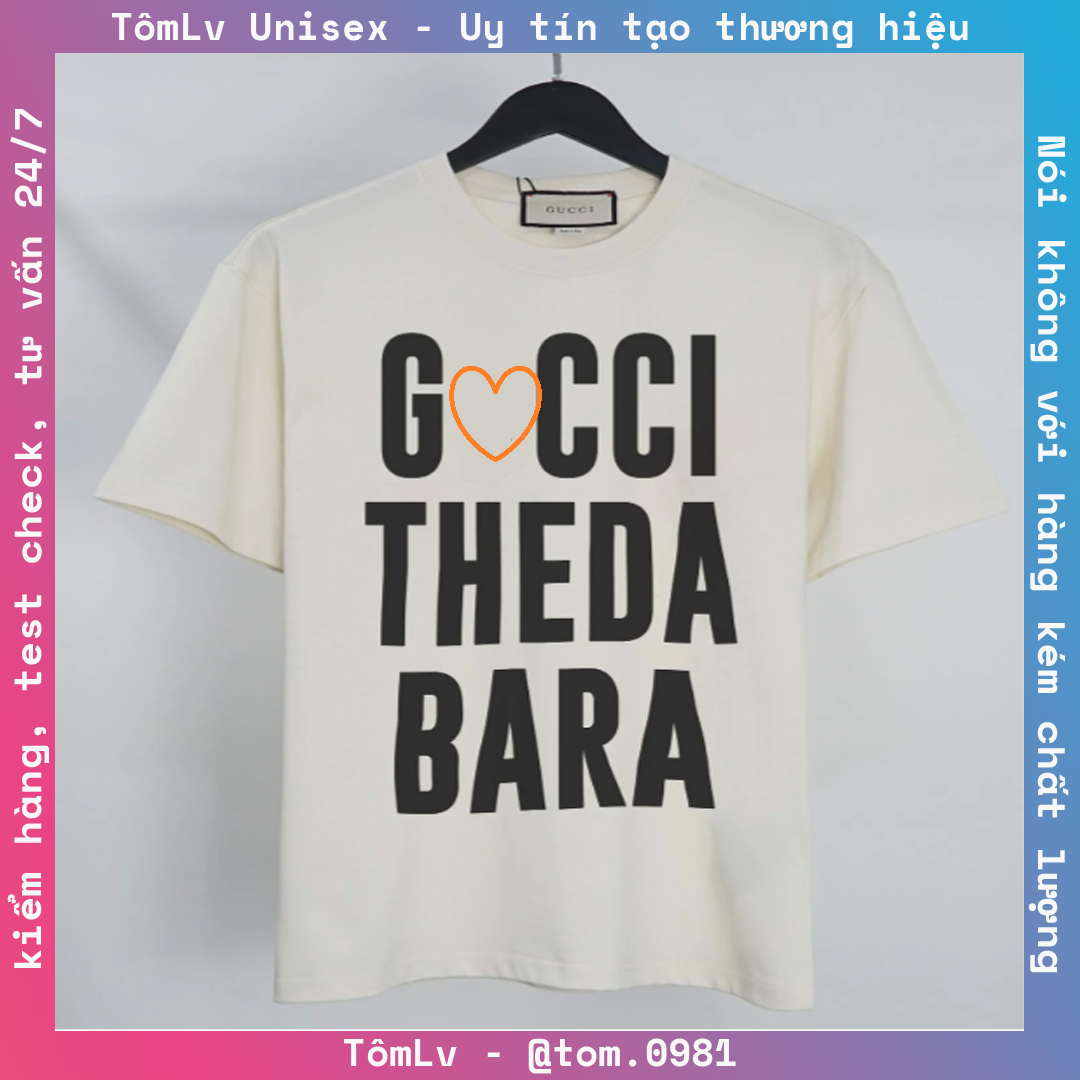 TômLv Unisex - Uy tín tạo thương hiệu
kiểm hàng, test check, tư vấn 24/7
Nói không với hàng kém chất lượng
GUCCI
G CCI
THEDA
BARA
TômLv - @tom.0981